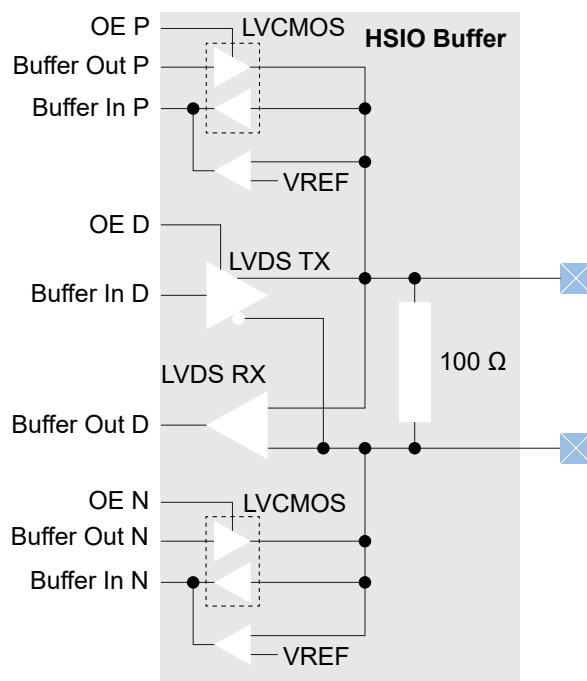 OE P
LVCMOS
HSIO Buffer
Buffer Out P
Buffer In P
VREF
OE D
LVDS TX
Buffer In D
100 Ω
LVDS RX
Buffer Out D
OE N
LVCMOS
Buffer Out N
Buffer In N
VREF